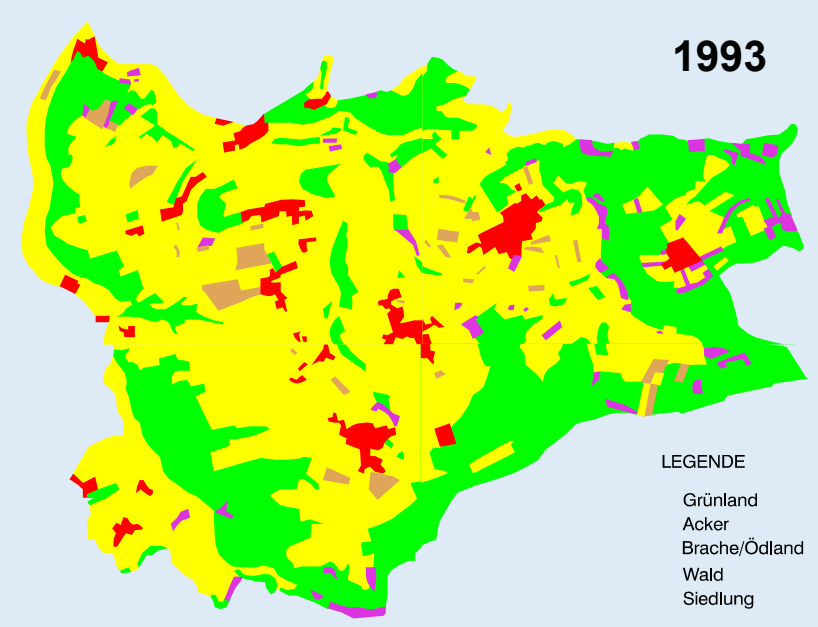 1993
LEGENDE
Grünland
Acker
Brache/Ödland
Wald
Siedlung